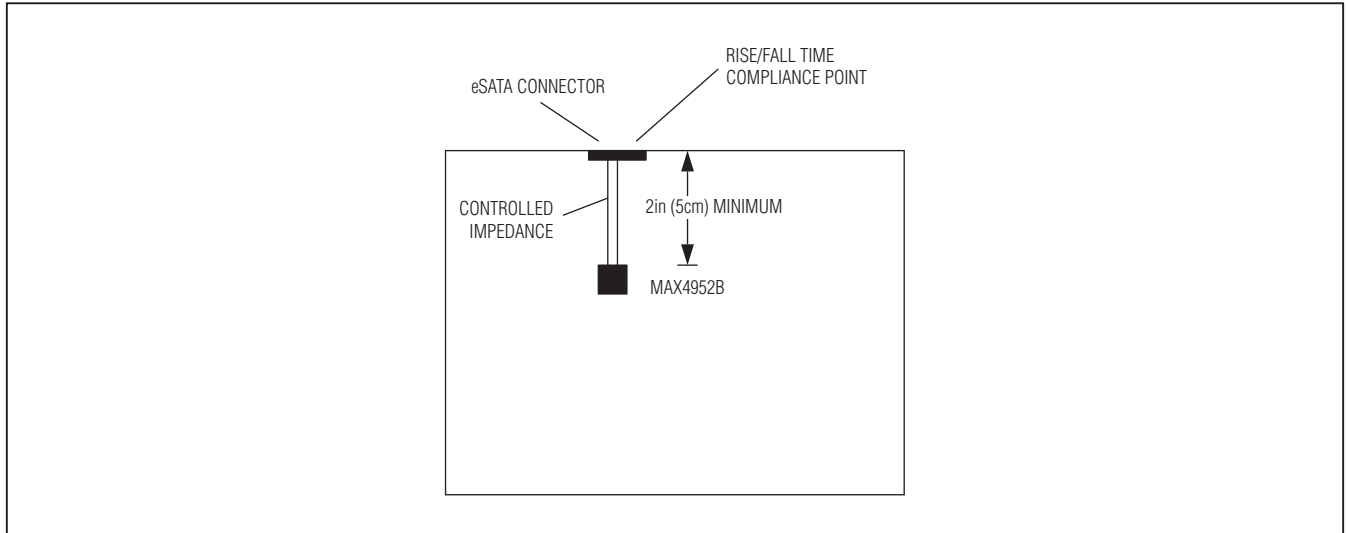 RISE/FALL TIME
COMPLIANCE POINT
eSATA CONNECTOR
CONTROLLED
IMPEDANCE
2in (5cm) MINIMUM
MAX4952B